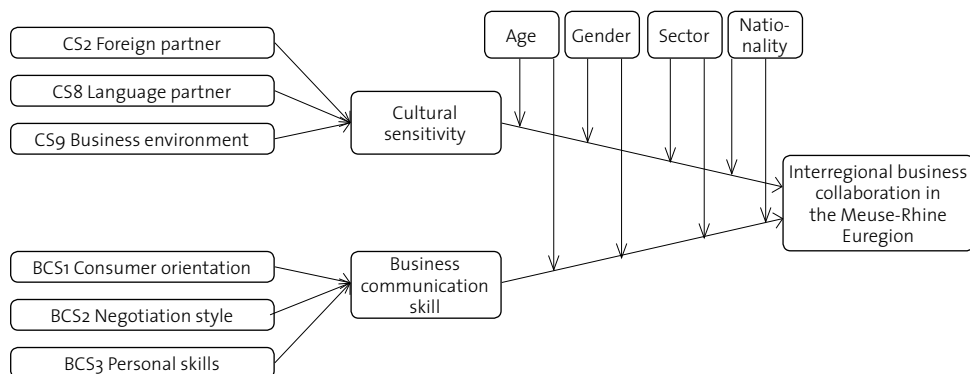 CS2 Foreign partner
CS8 Language partner
CS9 Business environment
Cultural
sensitivity
Age
Gender
Sector
Natio-
nality
Interregional business
collaboration in
the Meuse-Rhine
Euregion
BCS1 Consumer orientation
BCS2 Negotiation style
BCS3 Personal skills
Business
communication
skill